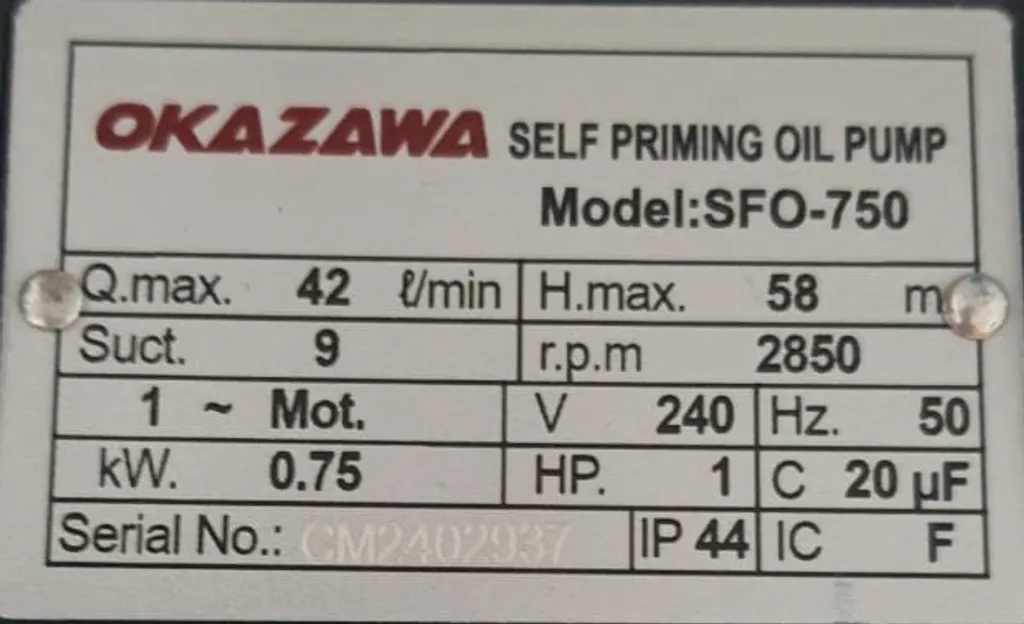 OKAZAWA SELF PRIMING OIL PUMP
Model:SFO-750
Q.max. 42 ℓ/min H.max. 58 m
Suct. 9 r.p.m 2850
1 ~ Mot. V 240 Hz. 50
kW. 0.75 HP. 1 C 20 µF
Serial No.: CM2402937 IP 44 IC F